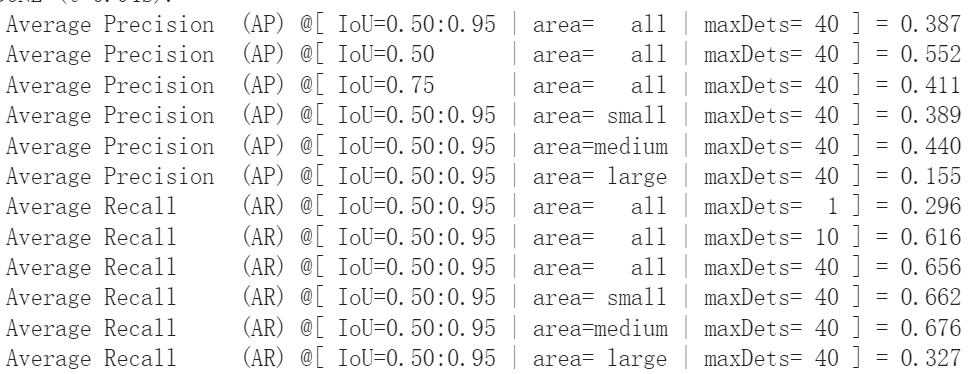 Average Precision (AP) @[ IoU=0.50:0.95 | area= all | maxDets= 40 ] = 0.387
Average Precision (AP) @[ IoU=0.50 | area= all | maxDets= 40 ] = 0.552
Average Precision (AP) @[ IoU=0.75 | area= all | maxDets= 40 ] = 0.411
Average Precision (AP) @[ IoU=0.50:0.95 | area= small | maxDets= 40 ] = 0.389
Average Precision (AP) @[ IoU=0.50:0.95 | area=medium | maxDets= 40 ] = 0.440
Average Precision (AP) @[ IoU=0.50:0.95 | area= large | maxDets= 40 ] = 0.155
Average Recall (AR) @[ IoU=0.50:0.95 | area= all | maxDets= 1 ] = 0.296
Average Recall (AR) @[ IoU=0.50:0.95 | area= all | maxDets= 10 ] = 0.616
Average Recall (AR) @[ IoU=0.50:0.95 | area= all | maxDets= 40 ] = 0.656
Average Recall (AR) @[ IoU=0.50:0.95 | area= small | maxDets= 40 ] = 0.662
Average Recall (AR) @[ IoU=0.50:0.95 | area=medium | maxDets= 40 ] = 0.676
Average Recall (AR) @[ IoU=0.50:0.95 | area= large | maxDets= 40 ] = 0.327